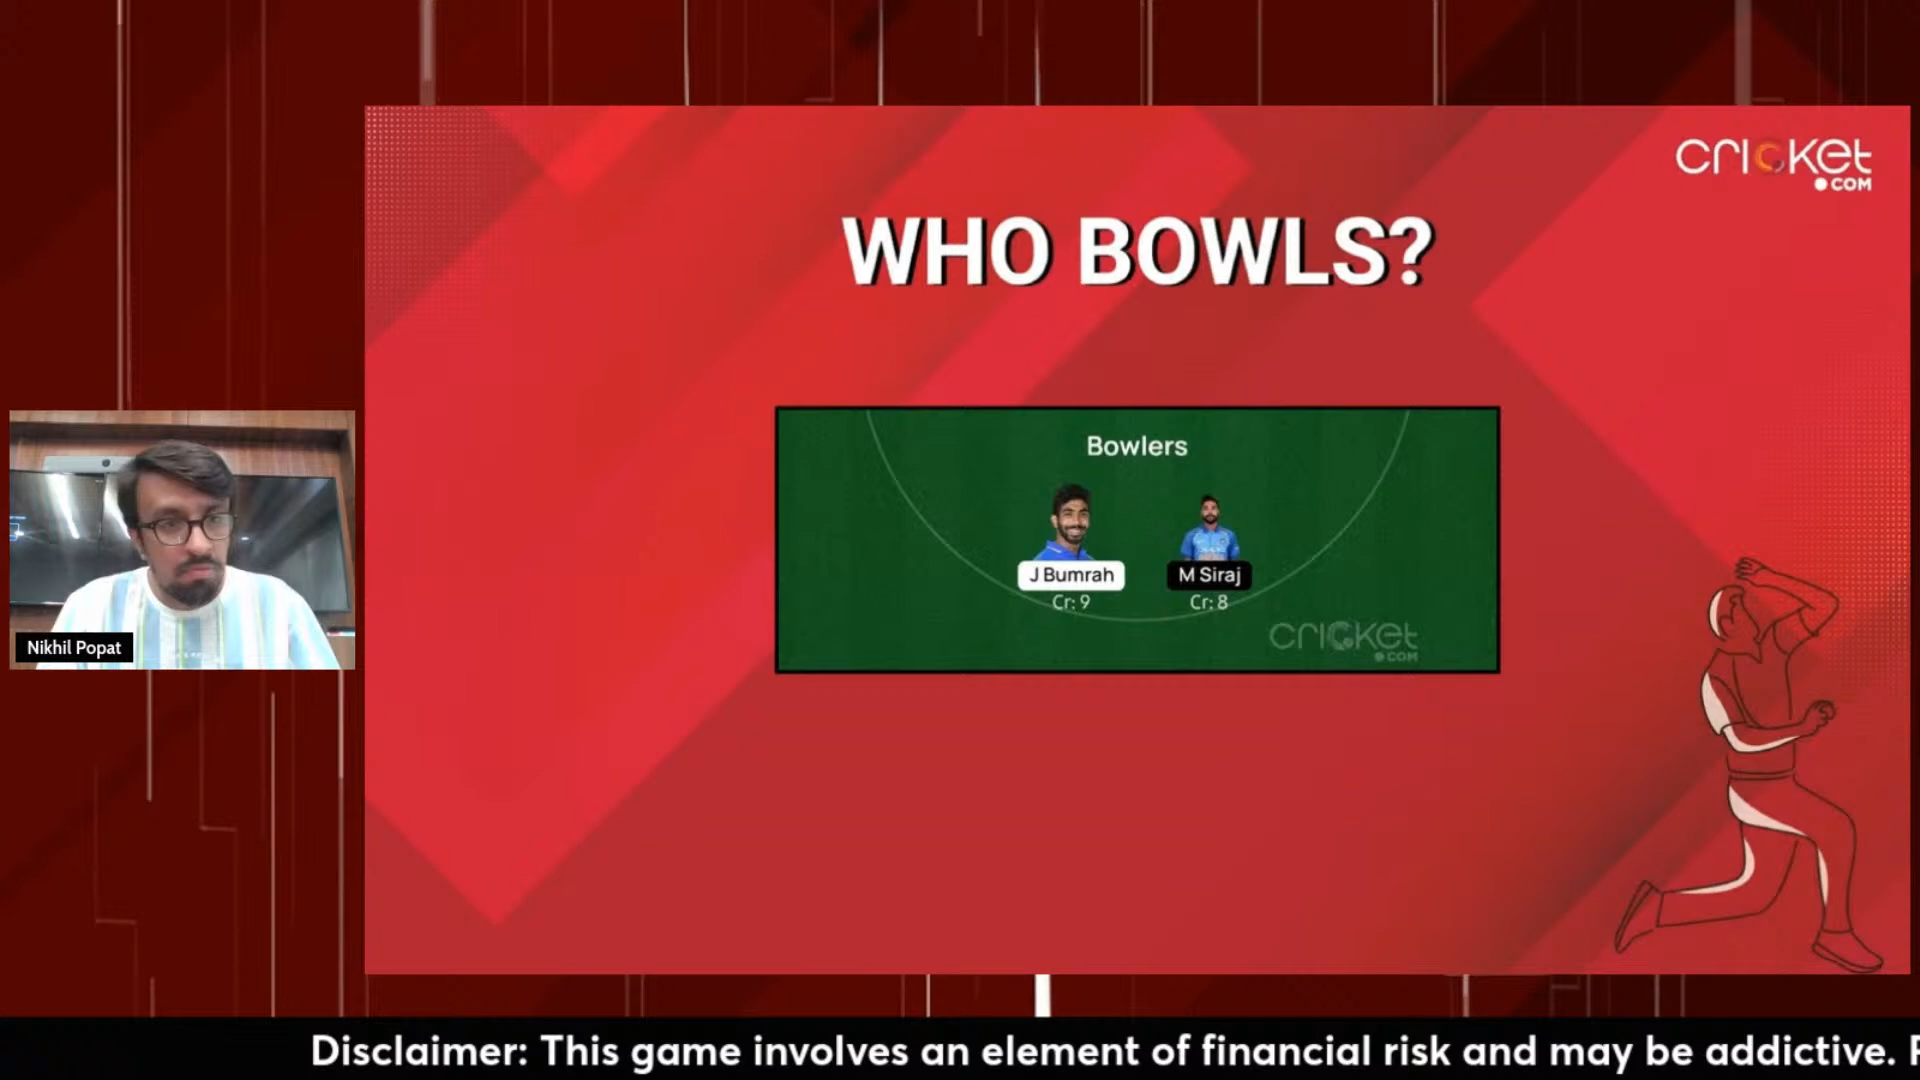 cricket
.COM
WHO BOWLS?
Bowlers
J Bumrah
M Siraj
Cr: 9
Cr: 8
cricket
.COM
Nikhil Popat
Disclaimer: This game involves an element of financial risk and may be addictive.